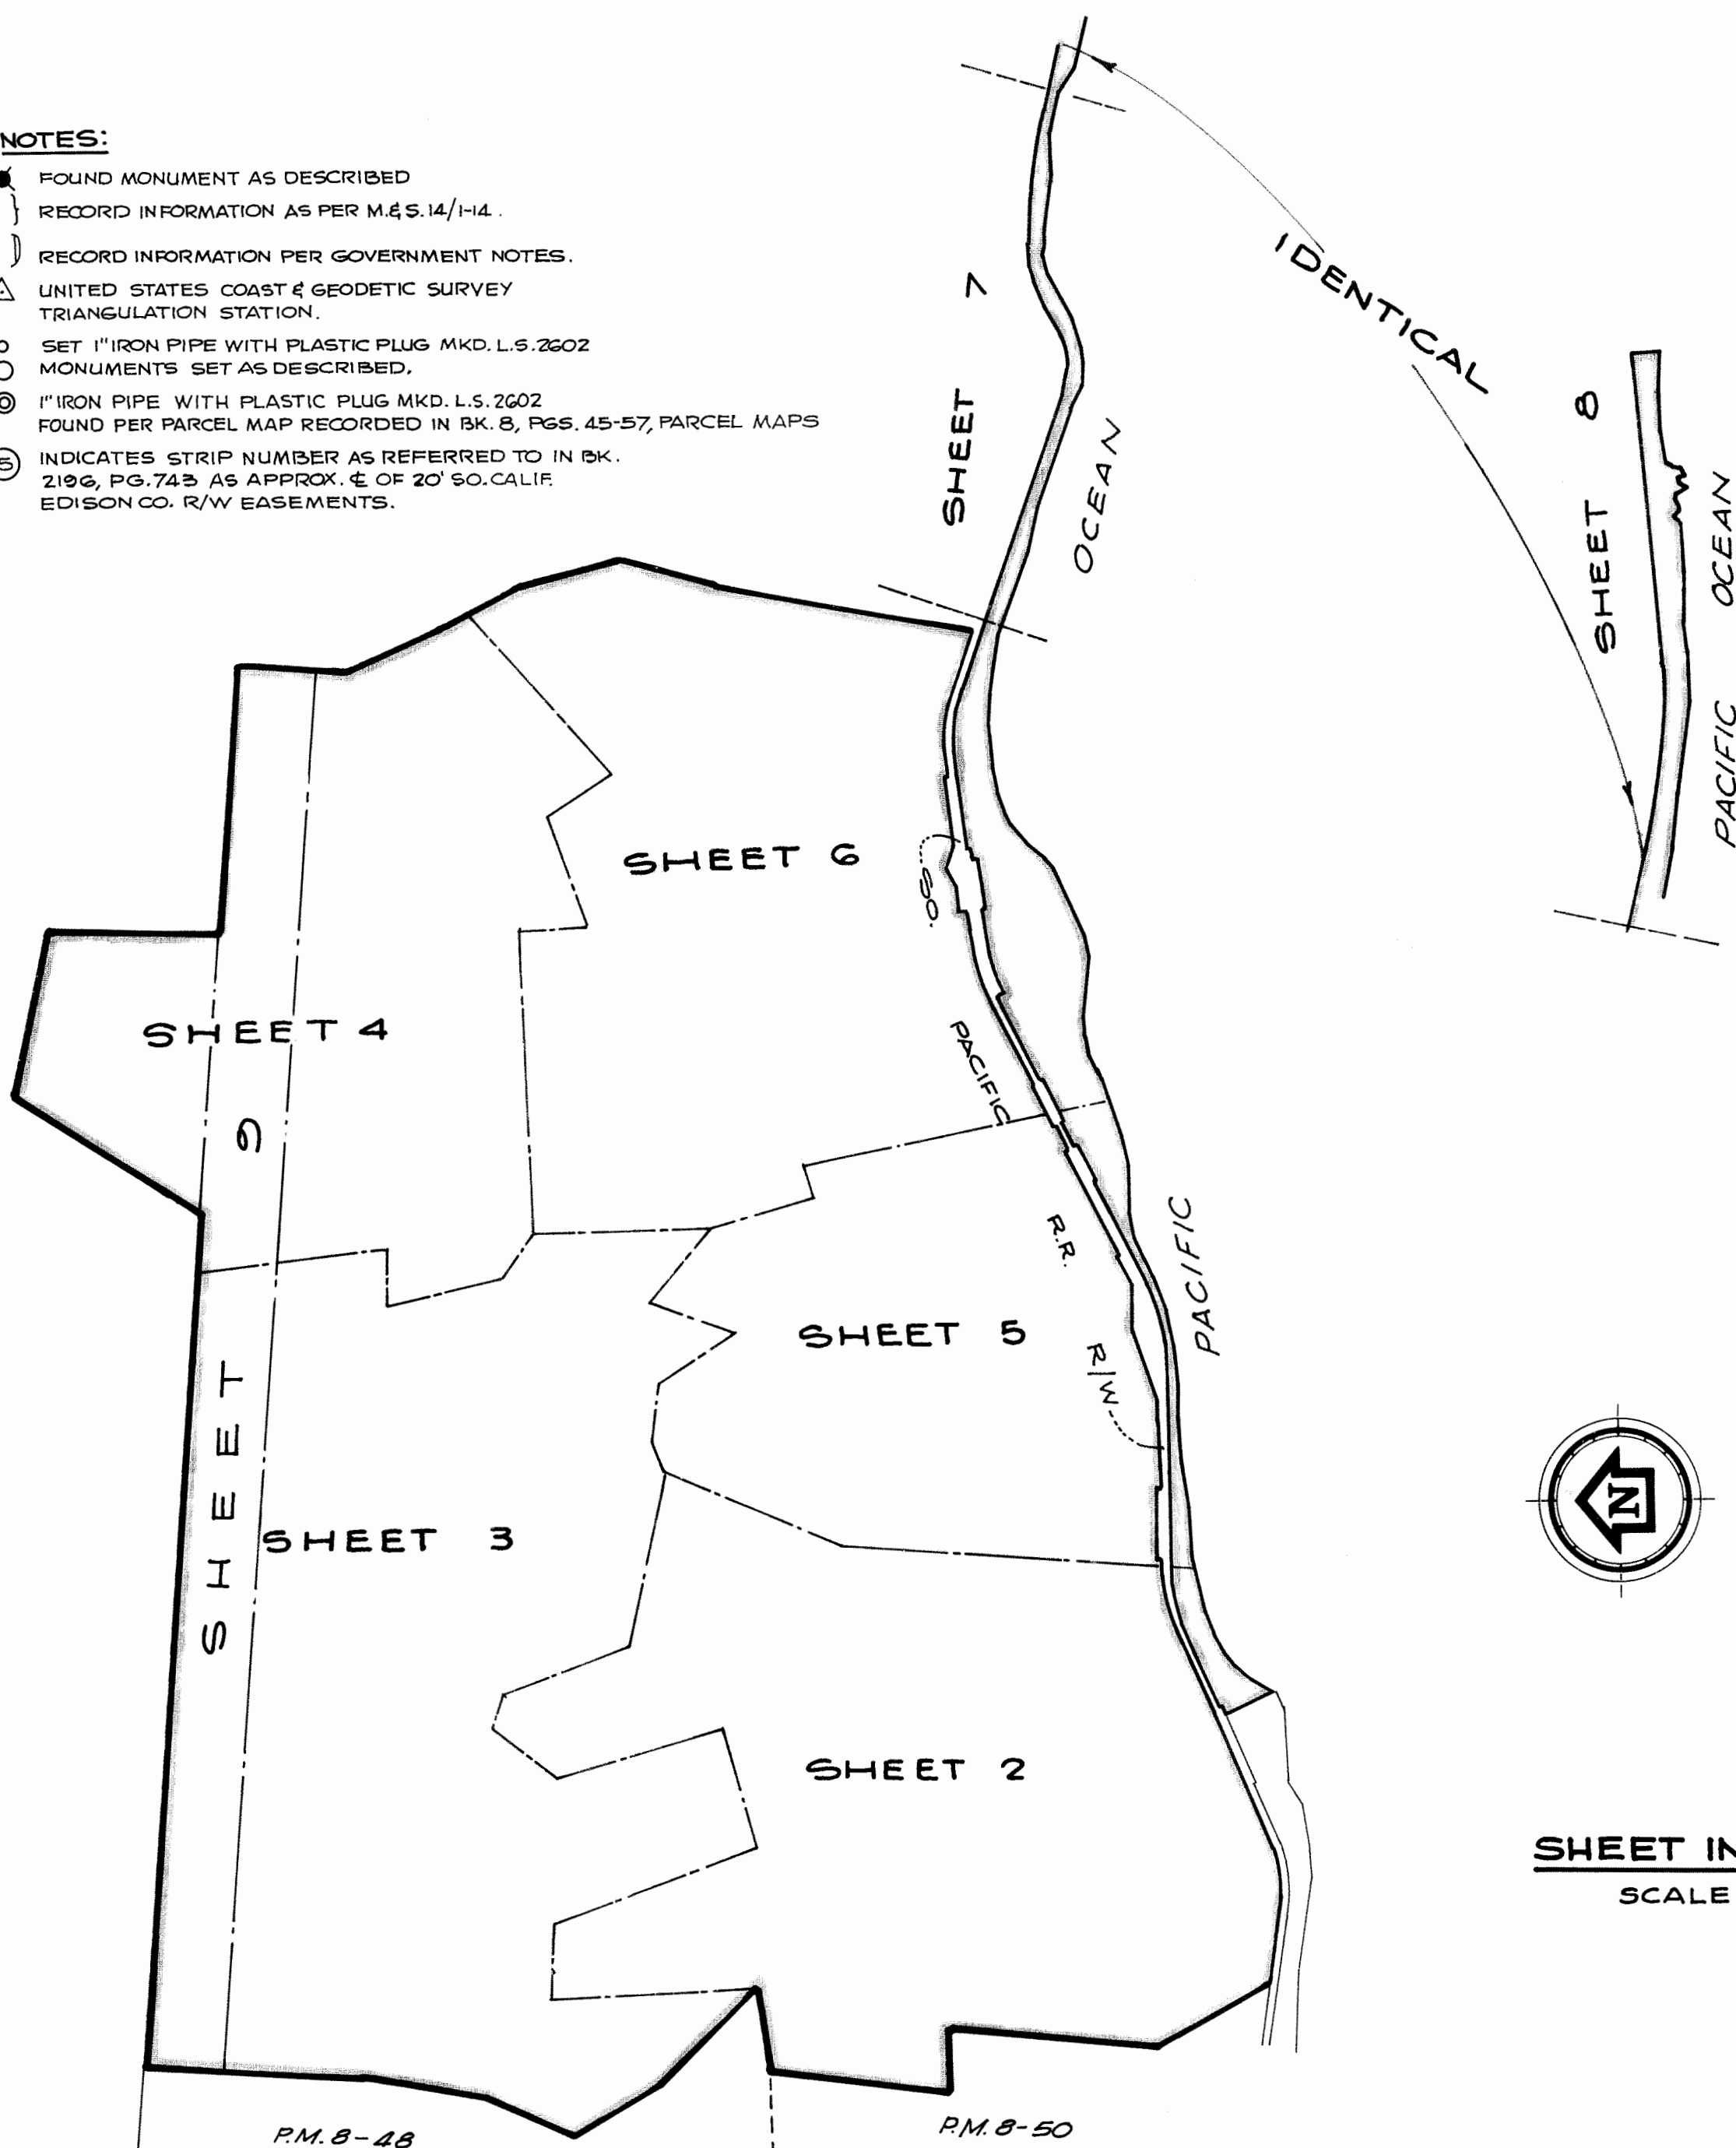 NOTES:
FOUND MONUMENT AS DESCRIBED
RECORD INFORMATION AS PER M.&S. 14/1-14.
RECORD INFORMATION PER GOVERNMENT NOTES.
UNITED STATES COAST & GEODETIC SURVEY
TRIANGULATION STATION.
SET 1" IRON PIPE WITH PLASTIC PLUG MKD. L.S. 2602
MONUMENTS SET AS DESCRIBED.
1" IRON PIPE WITH PLASTIC PLUG MKD. L.S. 2602
FOUND PER PARCEL MAP RECORDED IN BK. 8, PGS. 45-57, PARCEL MAPS
5 INDICATES STRIP NUMBER AS REFERRED TO IN BK.
2196, PG. 743 AS APPROX. ℄ OF 20' SO. CALIF.
EDISON CO. R/W EASEMENTS.
SHEET 7
OCEAN
IDENTICAL
SHEET 8
PACIFIC OCEAN
SHEET 6
SO.
PACIFIC
R.R.
R/W
PACIFIC
SHEET 4
SHEET 9
SHEET 5
SHEET 3
SHEET 2
N
SHEET IN
SCALE
P.M. 8-48
P.M. 8-50